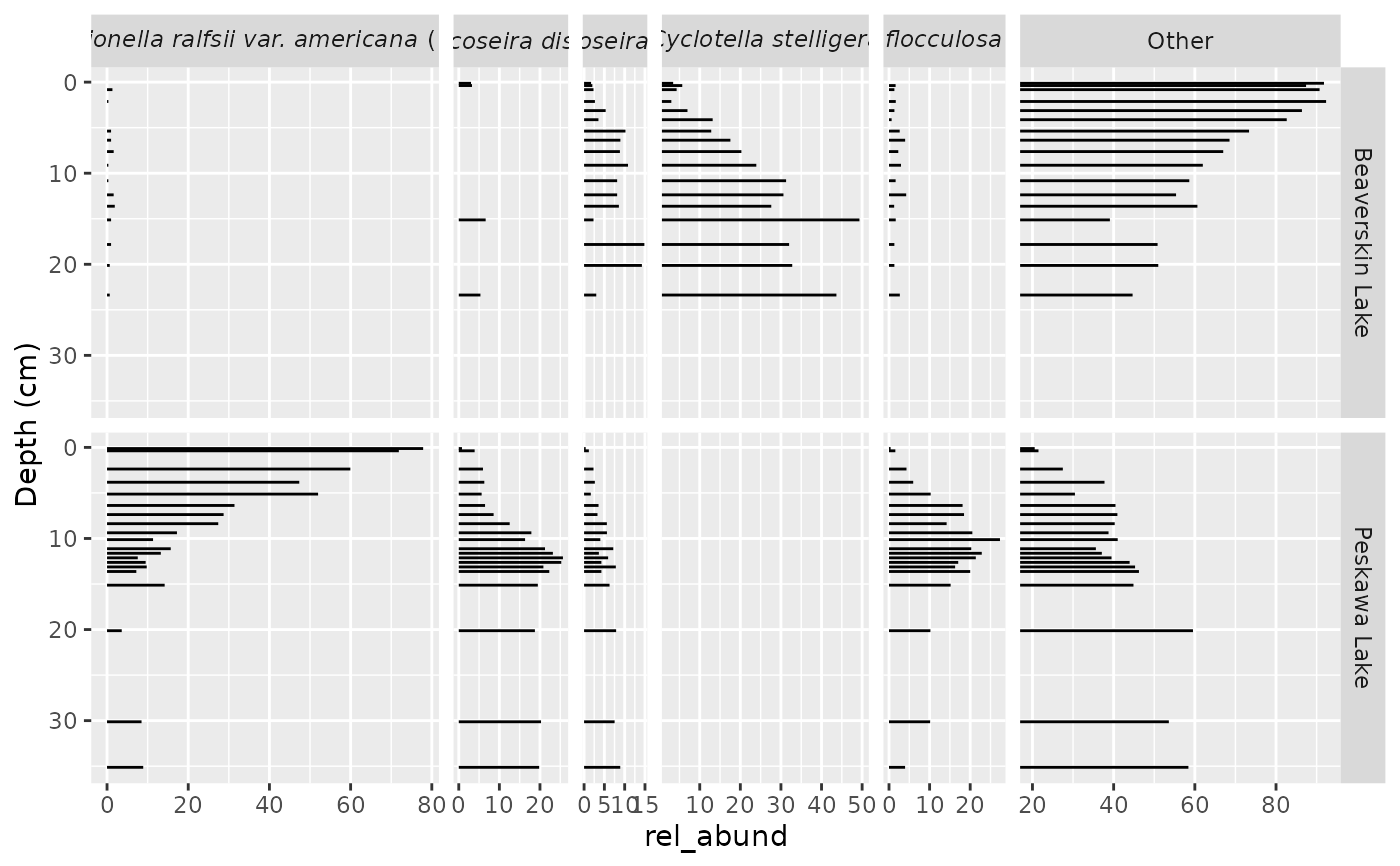 ionella ralfsii var. americana ( coseira dis oseira Cyclotella stelligera flocculosa Other
0
10
20
30
Beaverskin Lake
0
10
20
30
Peskawa Lake
Depth (cm)
0 20 40 60 80 0 10 20 0 5 10 15 10 20 30 40 50 0 10 20 20 40 60 80
rel_abund